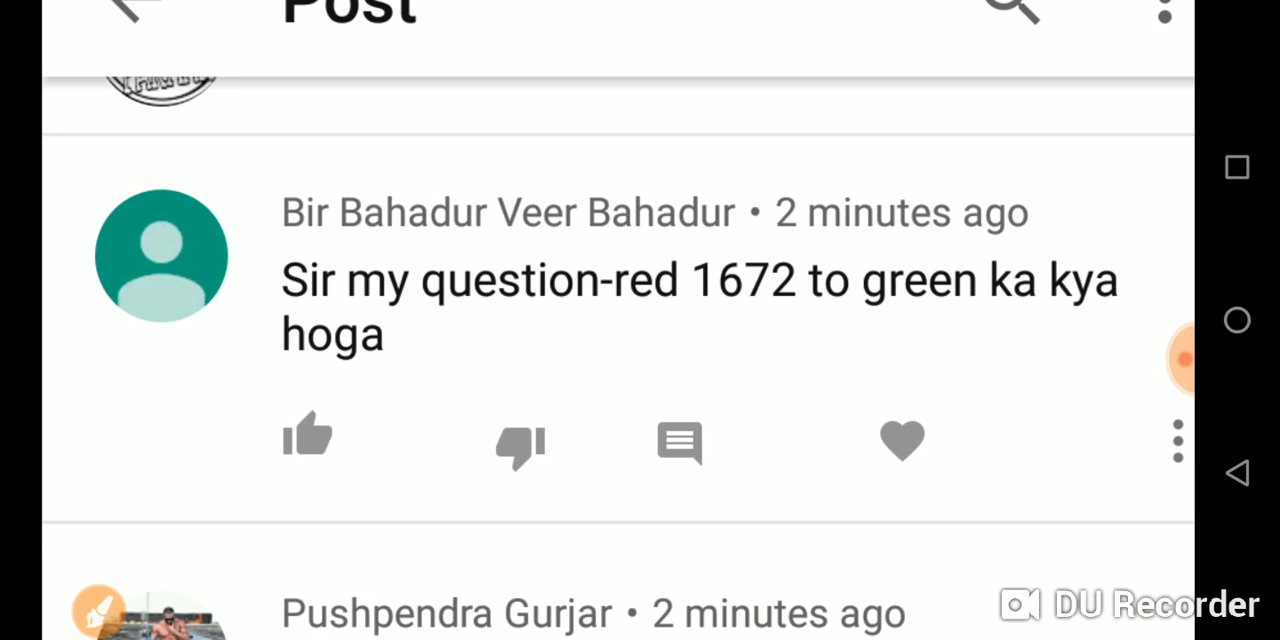 Post
Bir Bahadur Veer Bahadur • 2 minutes ago
Sir my question-red 1672 to green ka kya
hoga
Pushpendra Gurjar • 2 minutes ago
DU Recorder